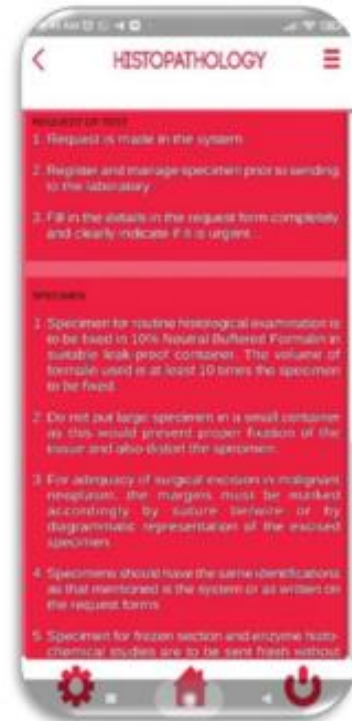 HISTOPATHOLOGY
REQUEST OF TEST
1 Request is made in the system
2 Register and manage specimen prior to sending
to the laboratory
3 Fill in the details in the request form completely
and clearly indicate if it is urgent
SPECIMEN
1 Specimen for routine histological examination is
to be fixed in 10% Neutral Buffered Formalin in
suitable leak proof container. The volume of
formalin used is at least 10 times the specimen
to be fixed
2 Do not put large specimen in a small container
as this would prevent proper fixation of the
tissue and also distort the specimen.
3 For adequacy of surgical excision in malignant
neoplasm, the margins must be marked
accordingly by suture or by
diagrammatic representation of the excised
specimen
4 Specimens should have the same identifications
as that mentioned in the system or as written on
the request forms
5 Specimen for frozen section and enzyme histo-
chemical studies are to be sent fresh without